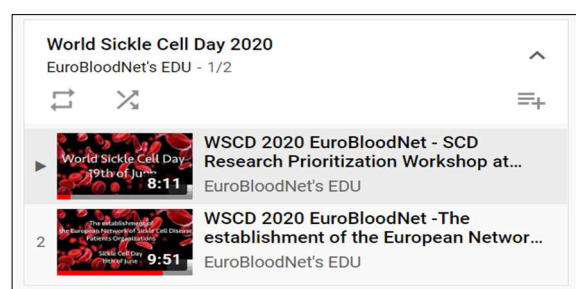 World Sickle Cell Day 2020
EuroBloodNet's EDU - 1/2
World Sickle Cell Day
19th of June
8:11
WSCD 2020 EuroBloodNet - SCD
Research Prioritization Workshop at...
EuroBloodNet's EDU
2
The establishment of
the European Network of Sickle Cell Disease
Patients Organizations
Sickle Cell Day
19th of June
9:51
WSCD 2020 EuroBloodNet -The
establishment of the European Networ...
EuroBloodNet's EDU